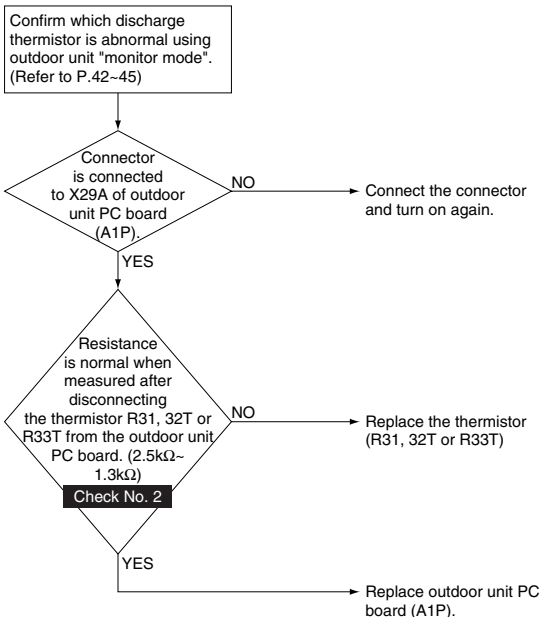 Confirm which discharge
thermistor is abnormal using
outdoor unit "monitor mode".
(Refer to P.42~45)
Connector
is connected
to X29A of outdoor
unit PC board
(A1P).
NO
Connect the connector
and turn on again.
YES
Resistance
is normal when
measured after
disconnecting
the thermistor R31, 32T or
R33T from the outdoor unit
PC board. (2.5kΩ~
1.3kΩ)
Check No. 2
NO
Replace the thermistor
(R31, 32T or R33T)
YES
Replace outdoor unit PC
board (A1P).